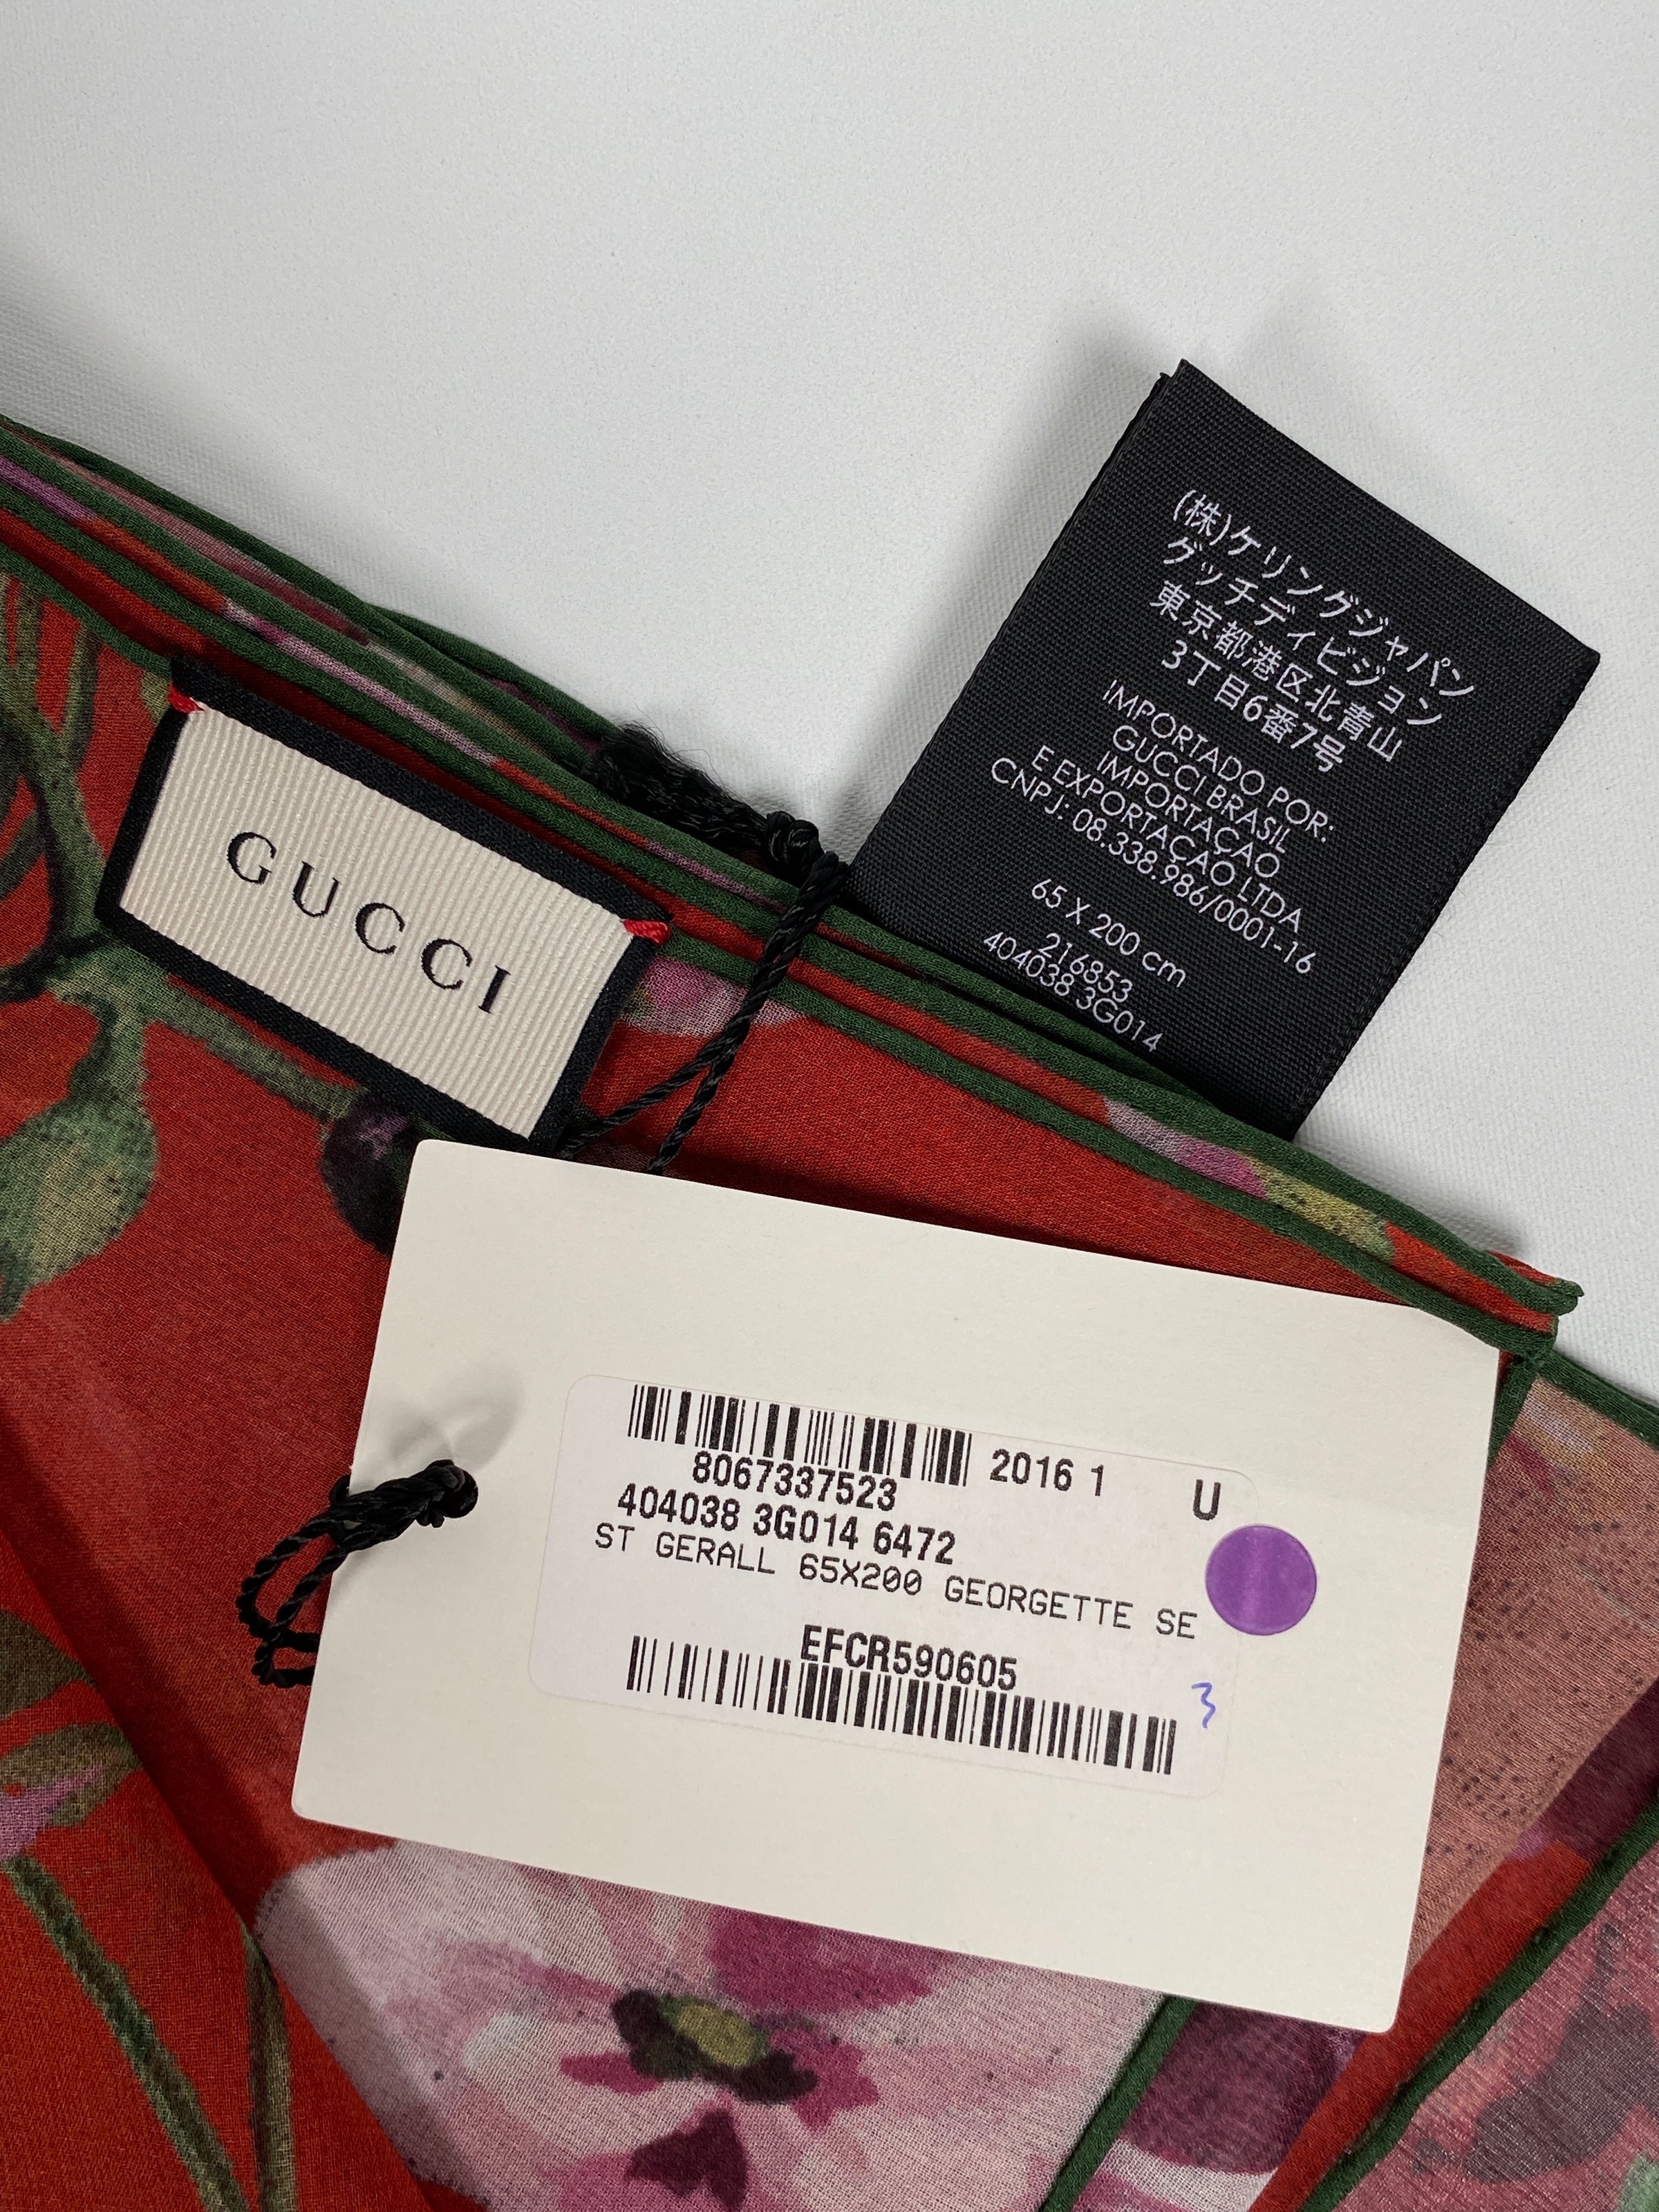 (株)ケリングジャパン
グッチディビジョン
東京都港区北青山
3丁目6番7号
IMPORTADO POR:
GUCCI BRASIL
IMPORTAÇAO
E EXPORTAÇAO LTDA
CNPJ: 08.338.986/0001-16
65 X 200 cm
216853
404038 3G014
GUCCI
2016 1 U
8067337523
404038 3G014 6472
ST GERALL 65X200 GEORGETTE SE
EFCR590605
3